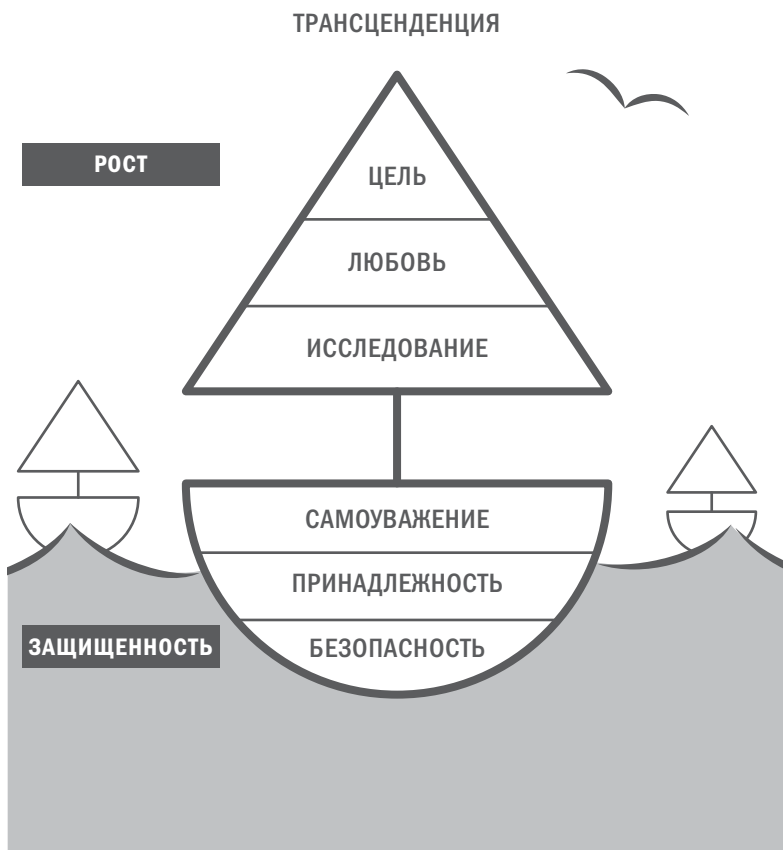 ТРАНСЦЕНДЕНЦИЯ
РОСТ
ЦЕЛЬ
ЛЮБОВЬ
ИССЛЕДОВАНИЕ
САМОУВАЖЕНИЕ
ПРИНАДЛЕЖНОСТЬ
ЗАЩИЩЕННОСТЬ
БЕЗОПАСНОСТЬ